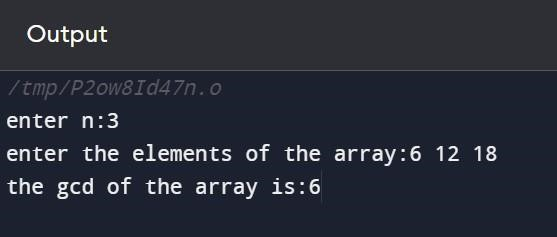 Output
/tmp/P2ow8Id47n.o
enter n:3
enter the elements of the array:6 12 18
the gcd of the array is:6